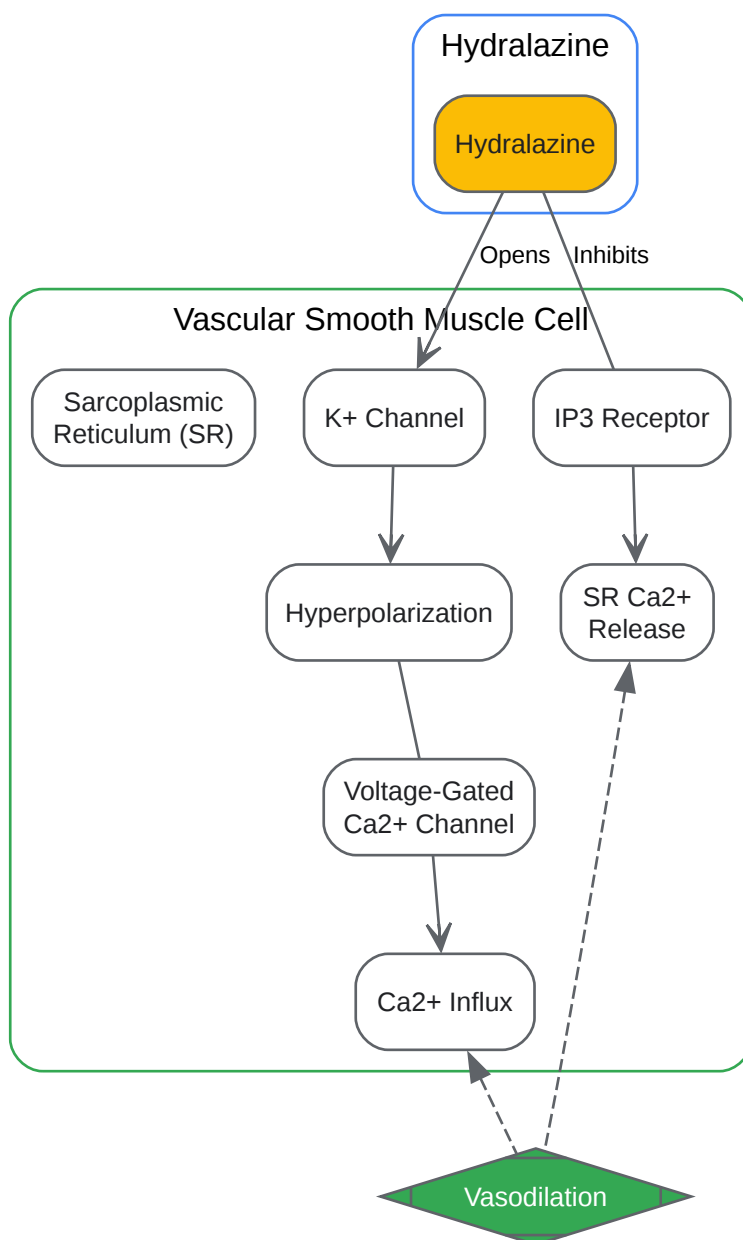 Hydralazine
Hydralazine
Opens
Inhibits
Vascular Smooth Muscle Cell
Sarcoplasmic
Reticulum (SR)
K+ Channel
IP3 Receptor
Hyperpolarization
SR Ca2+
Release
Voltage-Gated
Ca2+ Channel
Ca2+ Influx
Vasodilation